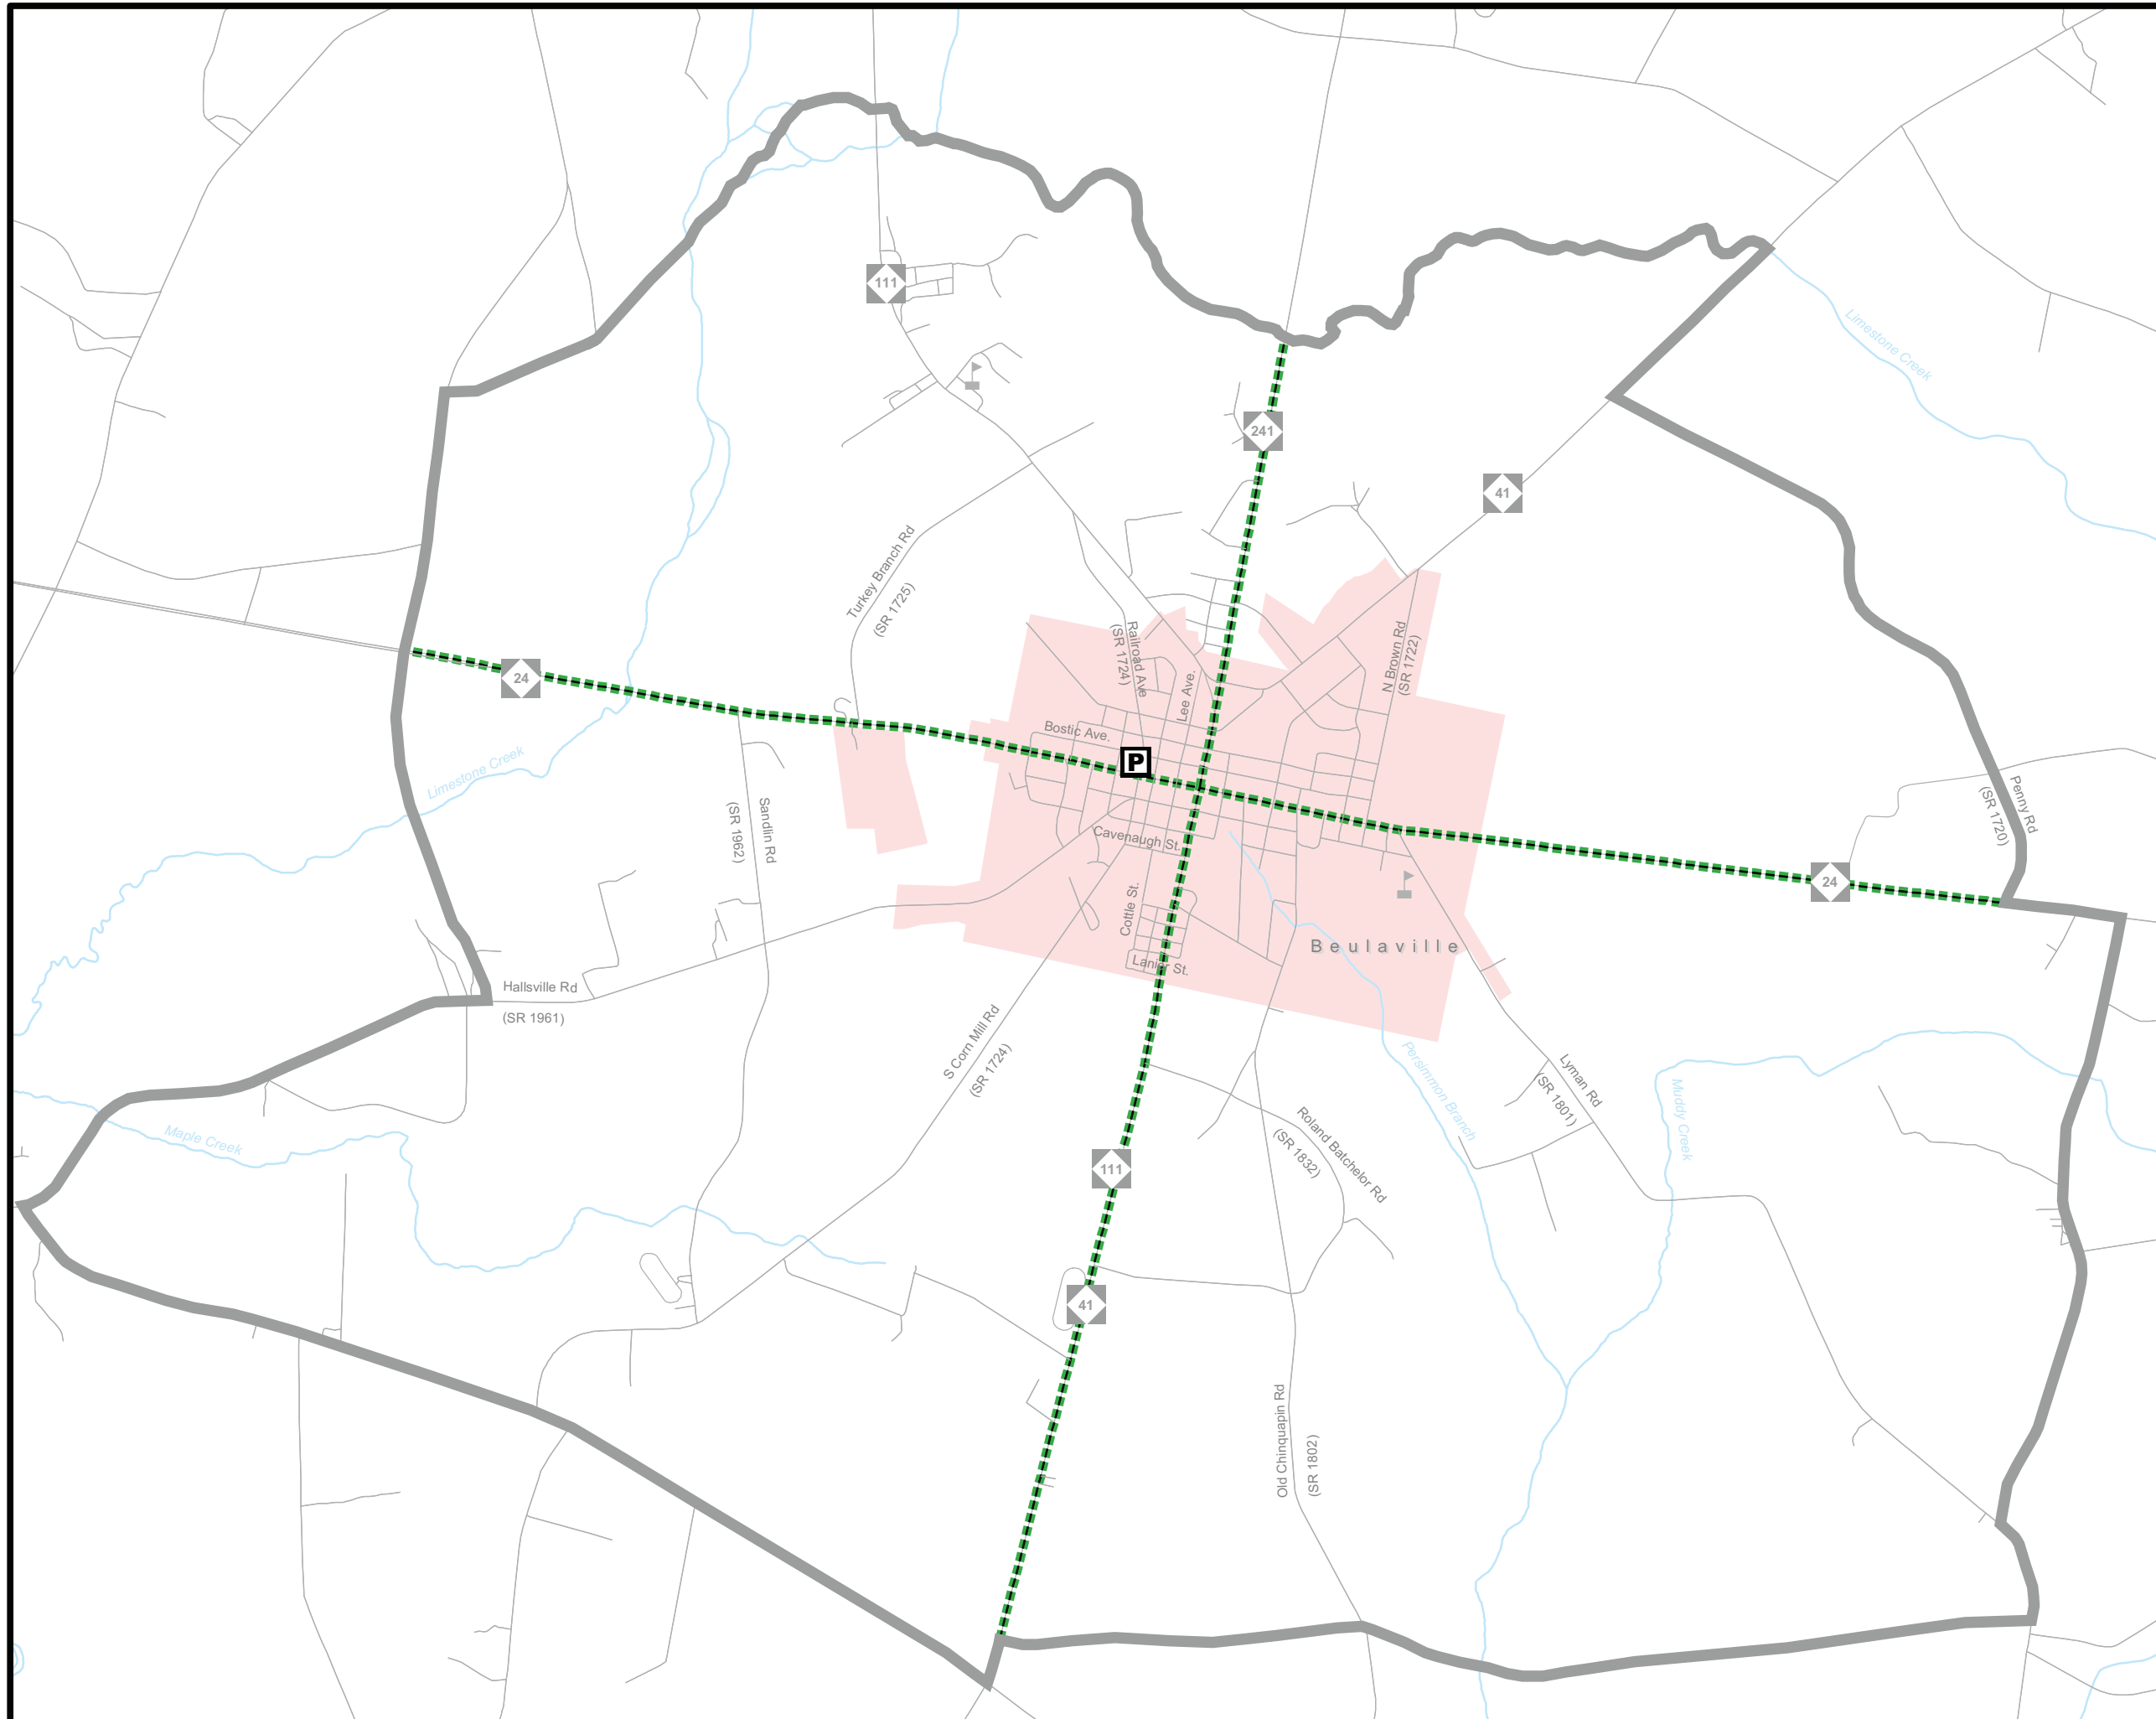 111
Limestone Creek
241
41
Turkey Branch Rd
(SR 1725)
Railroad Ave
(SR 1724)
N Brown Rd
(SR 1722)
24
Lee Ave.
Bostic Ave.
P
Limestone Creek
Sandlin Rd
(SR 1962)
Penny Rd
(SR 1720)
Cavenaugh St.
24
Cottle St.
Beulaville
Lanier St.
Hallsville Rd
(SR 1961)
S Corn Mill Rd
(SR 1724)
Persimmon Branch
Lyman Rd
(SR 1801)
Muddy Creek
Maple Creek
Roland Batchelor Rd
(SR 1832)
111
41
Old Chinquapin Rd
(SR 1802)